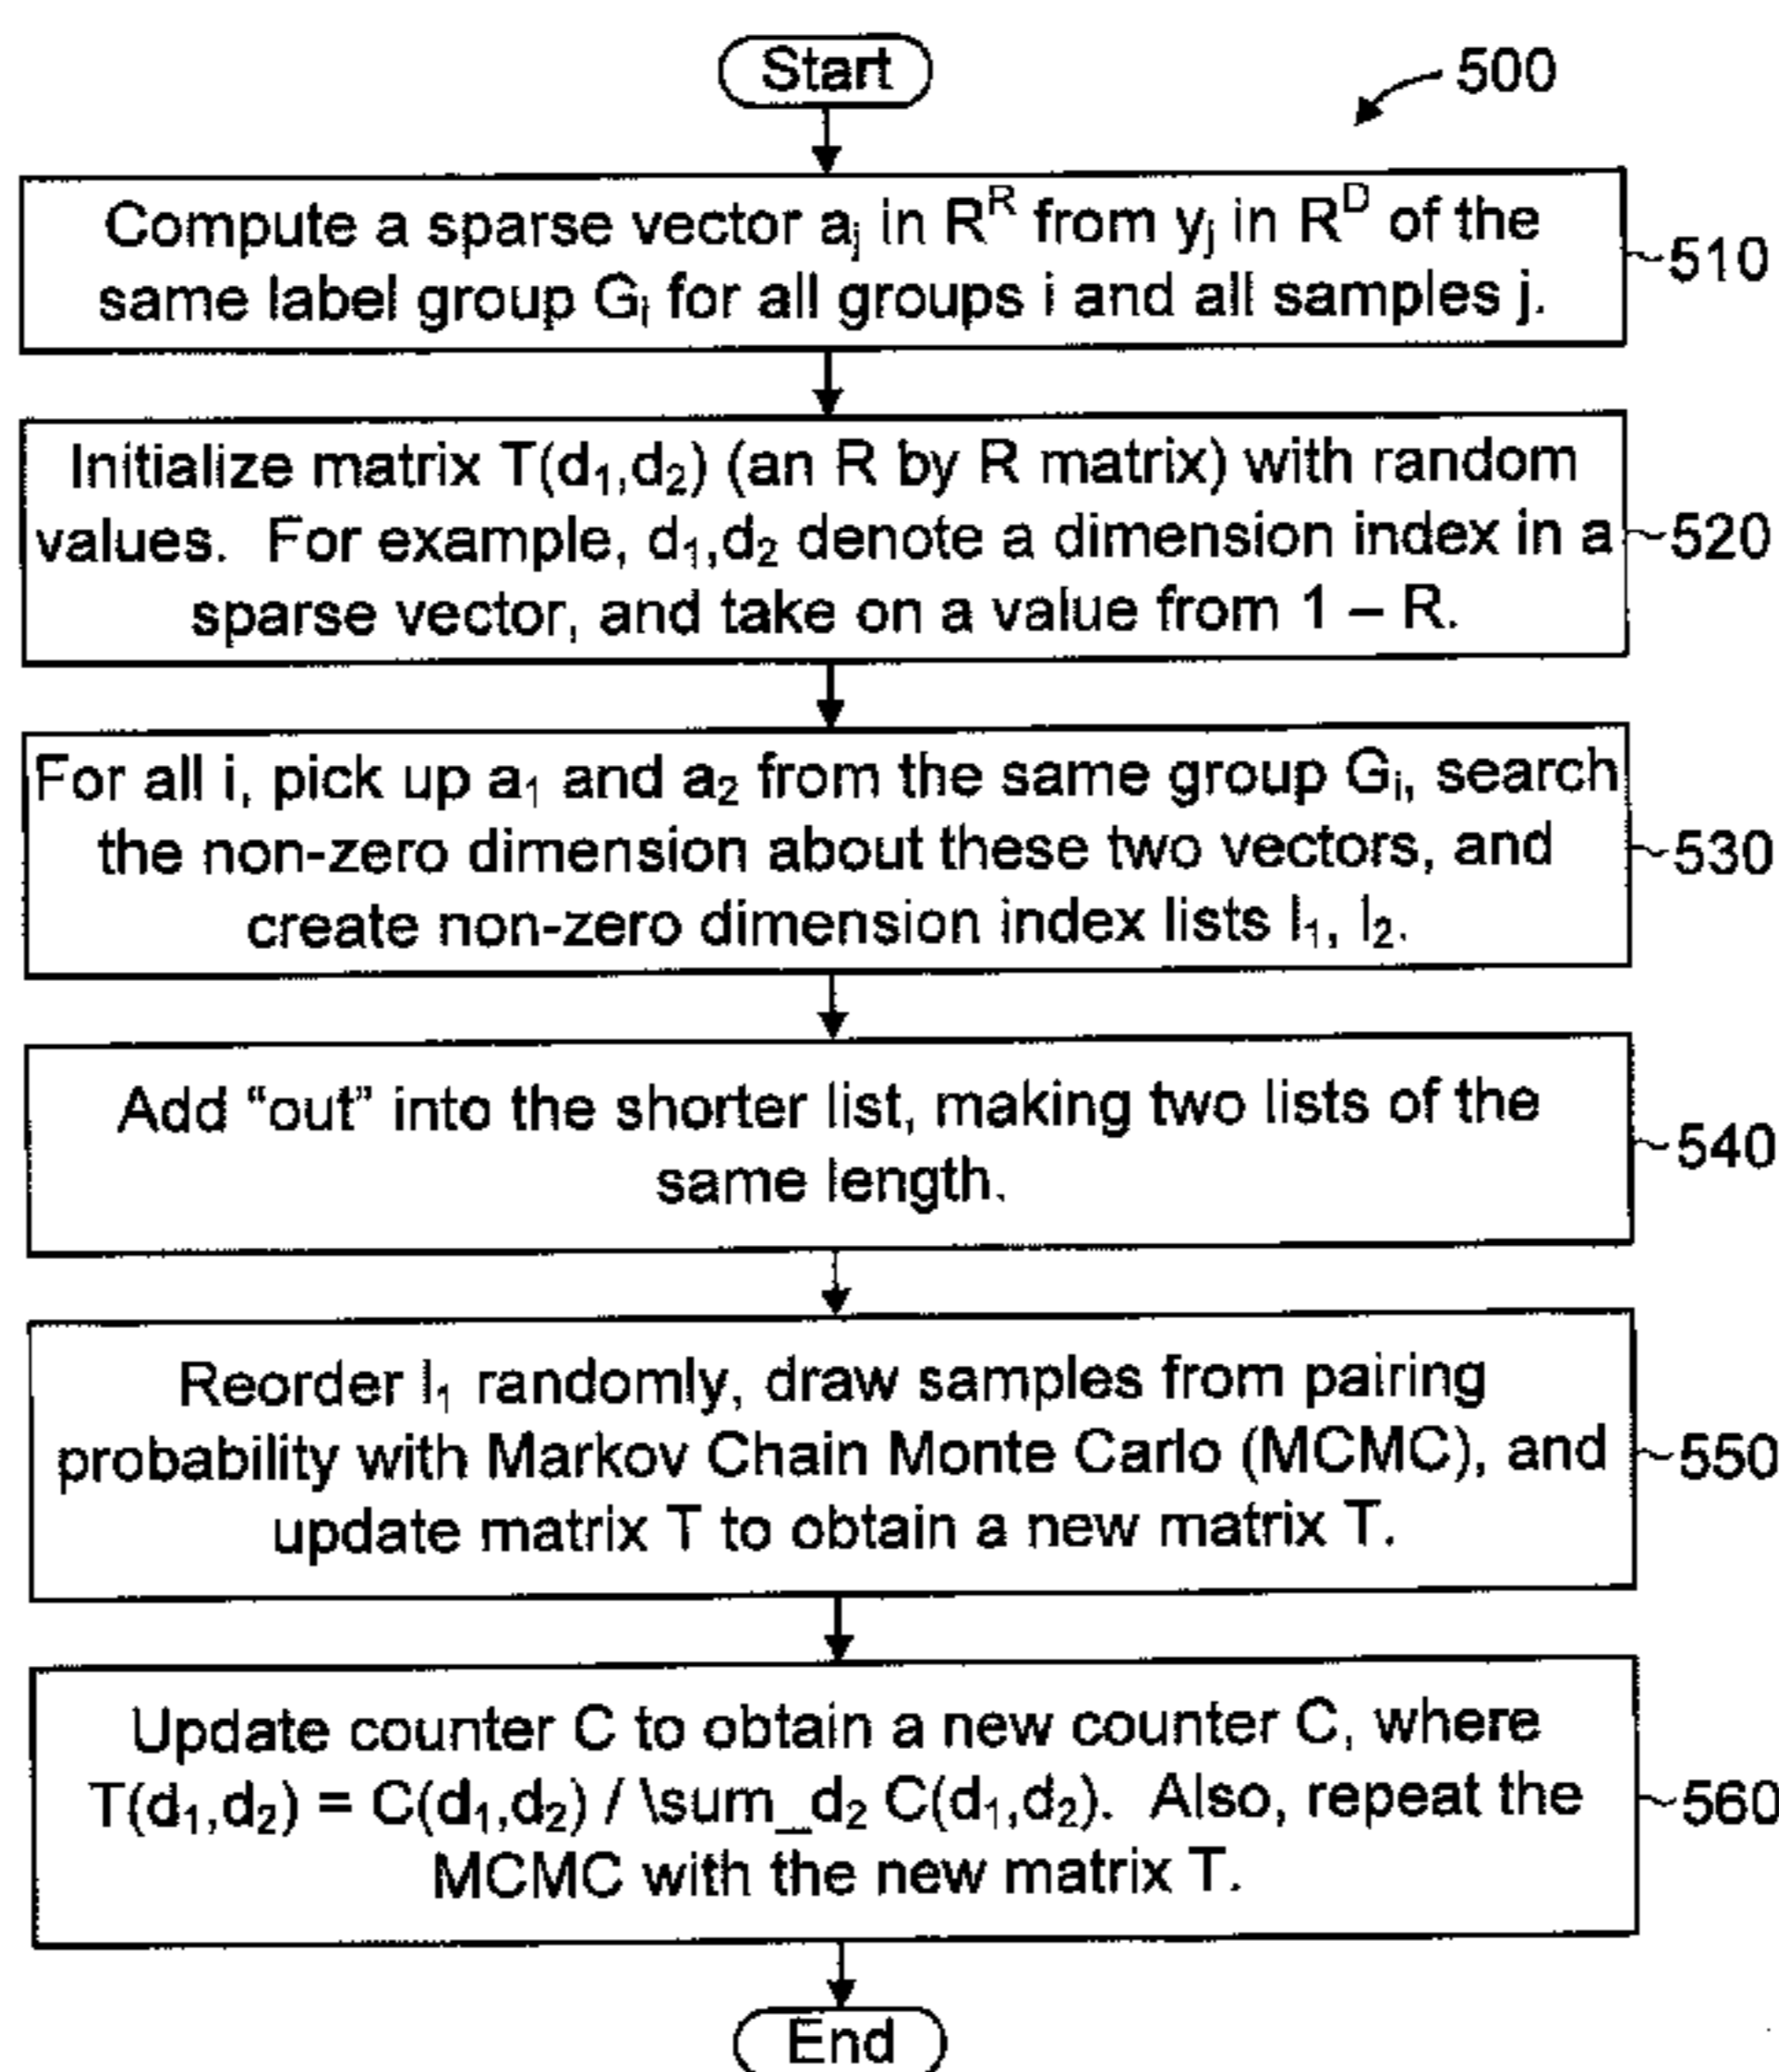 Start
500
Compute a sparse vector aⱼ in Rᴿ from yⱼ in Rᴰ of the
same label group Gᵢ for all groups i and all samples j.
510
Initialize matrix T(d₁,d₂) (an R by R matrix) with random
values. For example, d₁,d₂ denote a dimension index in a
sparse vector, and take on a value from 1 – R.
520
For all i, pick up a₁ and a₂ from the same group Gᵢ, search
the non-zero dimension about these two vectors, and
create non-zero dimension index lists l₁, l₂.
530
Add “out” into the shorter list, making two lists of the
same length.
540
Reorder l₁ randomly, draw samples from pairing
probability with Markov Chain Monte Carlo (MCMC), and
update matrix T to obtain a new matrix T.
550
Update counter C to obtain a new counter C, where
T(d₁,d₂) = C(d₁,d₂) / \sum_d₂ C(d₁,d₂). Also, repeat the
MCMC with the new matrix T.
560
End